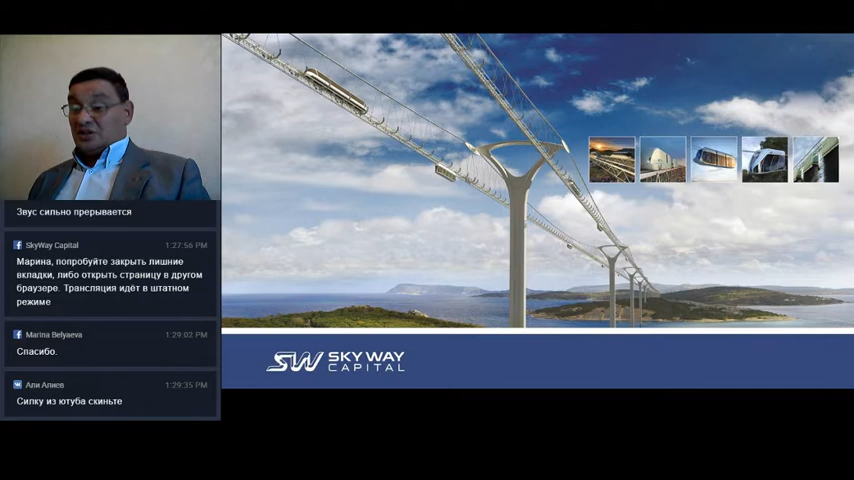 Звус сильно прерывается
SkyWay Capital
1:27:56 PM
Марина, попробуйте закрыть лишние
вкладки, либо открыть страницу в другом
браузере. Трансляция идёт в штатном
режиме
Marina Belyaeva
1:29:02 PM
Спасибо.
Али Алиев
1:29:35 PM
Силку из ютуба скиньте
SW SKY WAY
CAPITAL